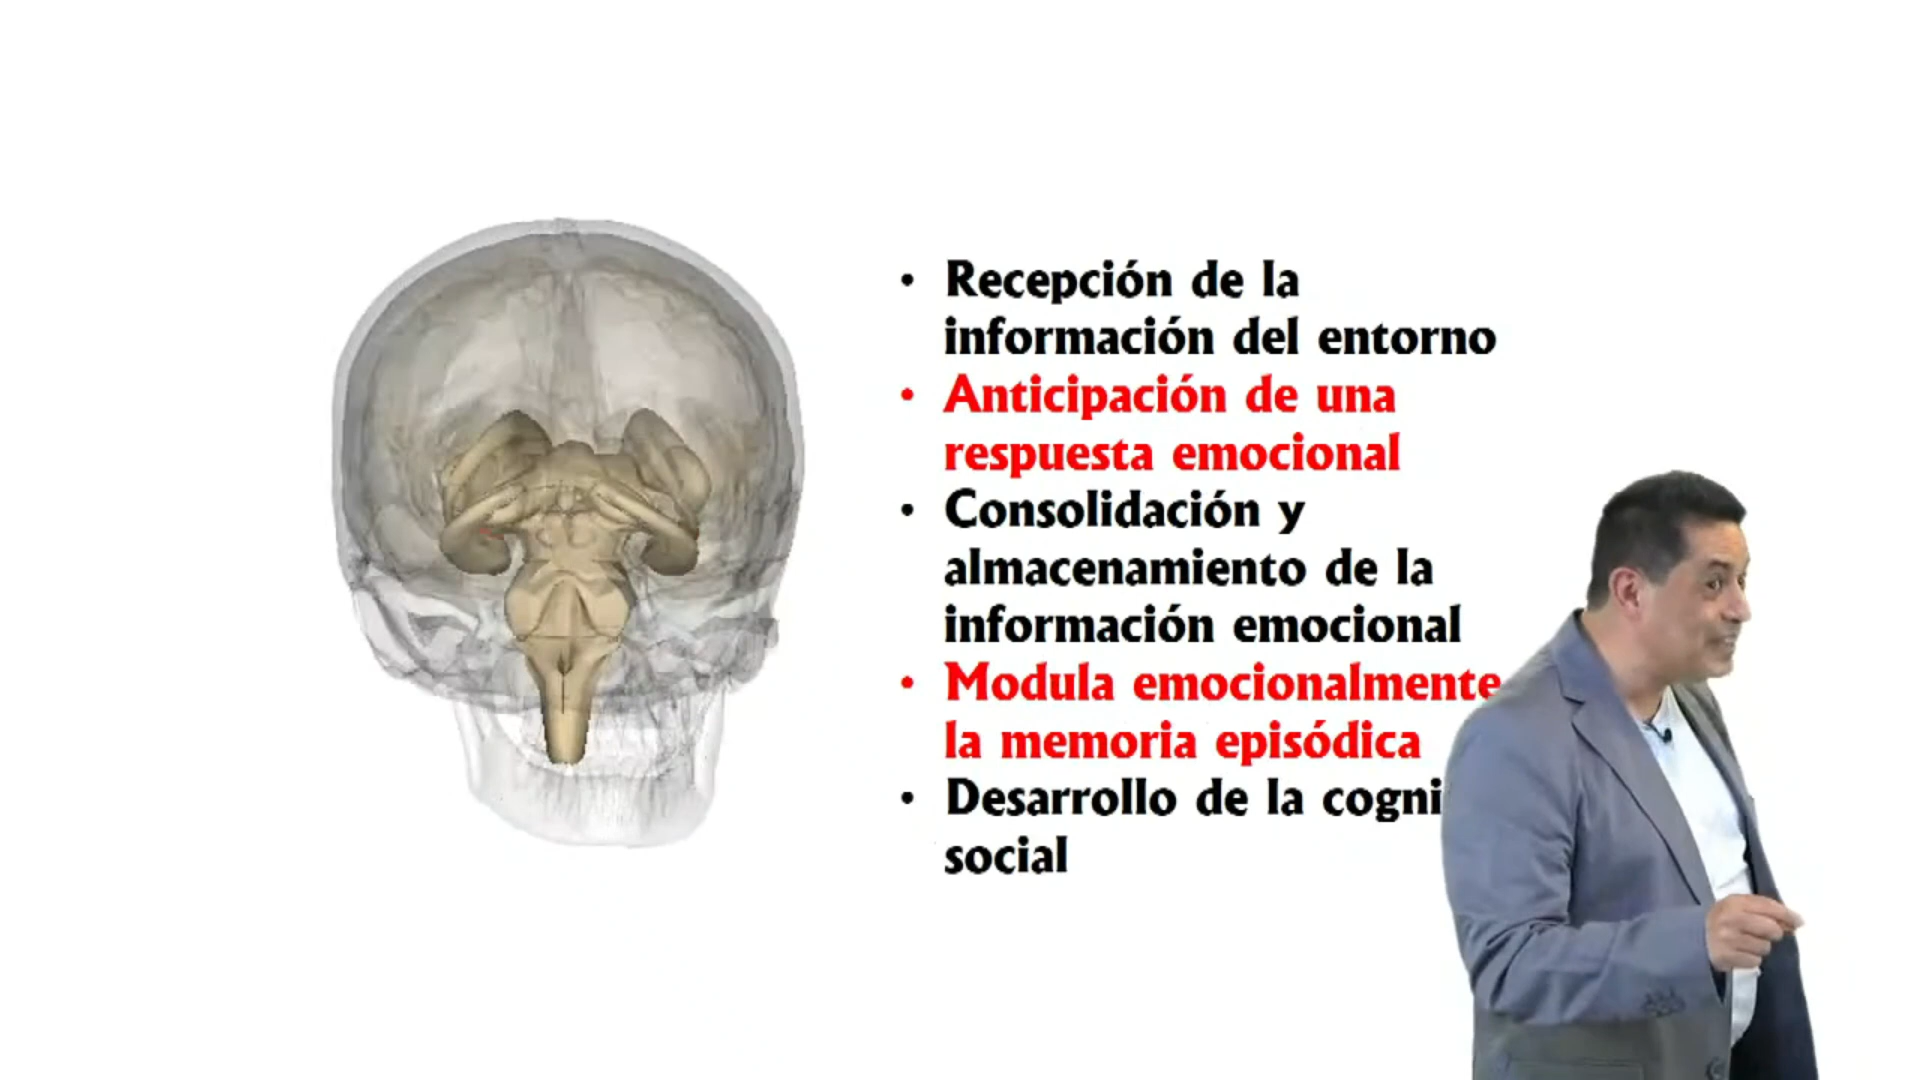 • Recepción de la
información del entorno
• Anticipación de una
respuesta emocional
• Consolidación y
almacenamiento de la
información emocional
• Modula emocionalmente
la memoria episódica
• Desarrollo de la cogni
social